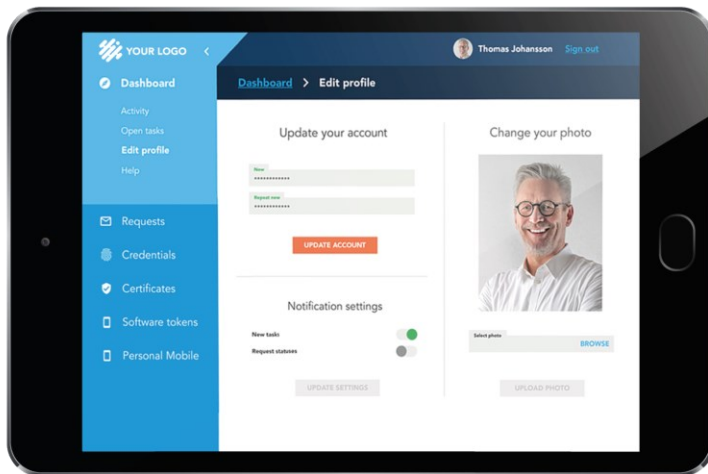 YOUR LOGO
Thomas Johansson Sign out
Dashboard
Dashboard > Edit profile
Activity
Open tasks
Edit profile
Help
Requests
Credentials
Certificates
Software tokens
Personal Mobile
Update your account
New
************
Repeat new
************
UPDATE ACCOUNT
Notification settings
New tasks
Request statuses
UPDATE SETTINGS
Change your photo
Select photo
BROWSE
UPLOAD PHOTO